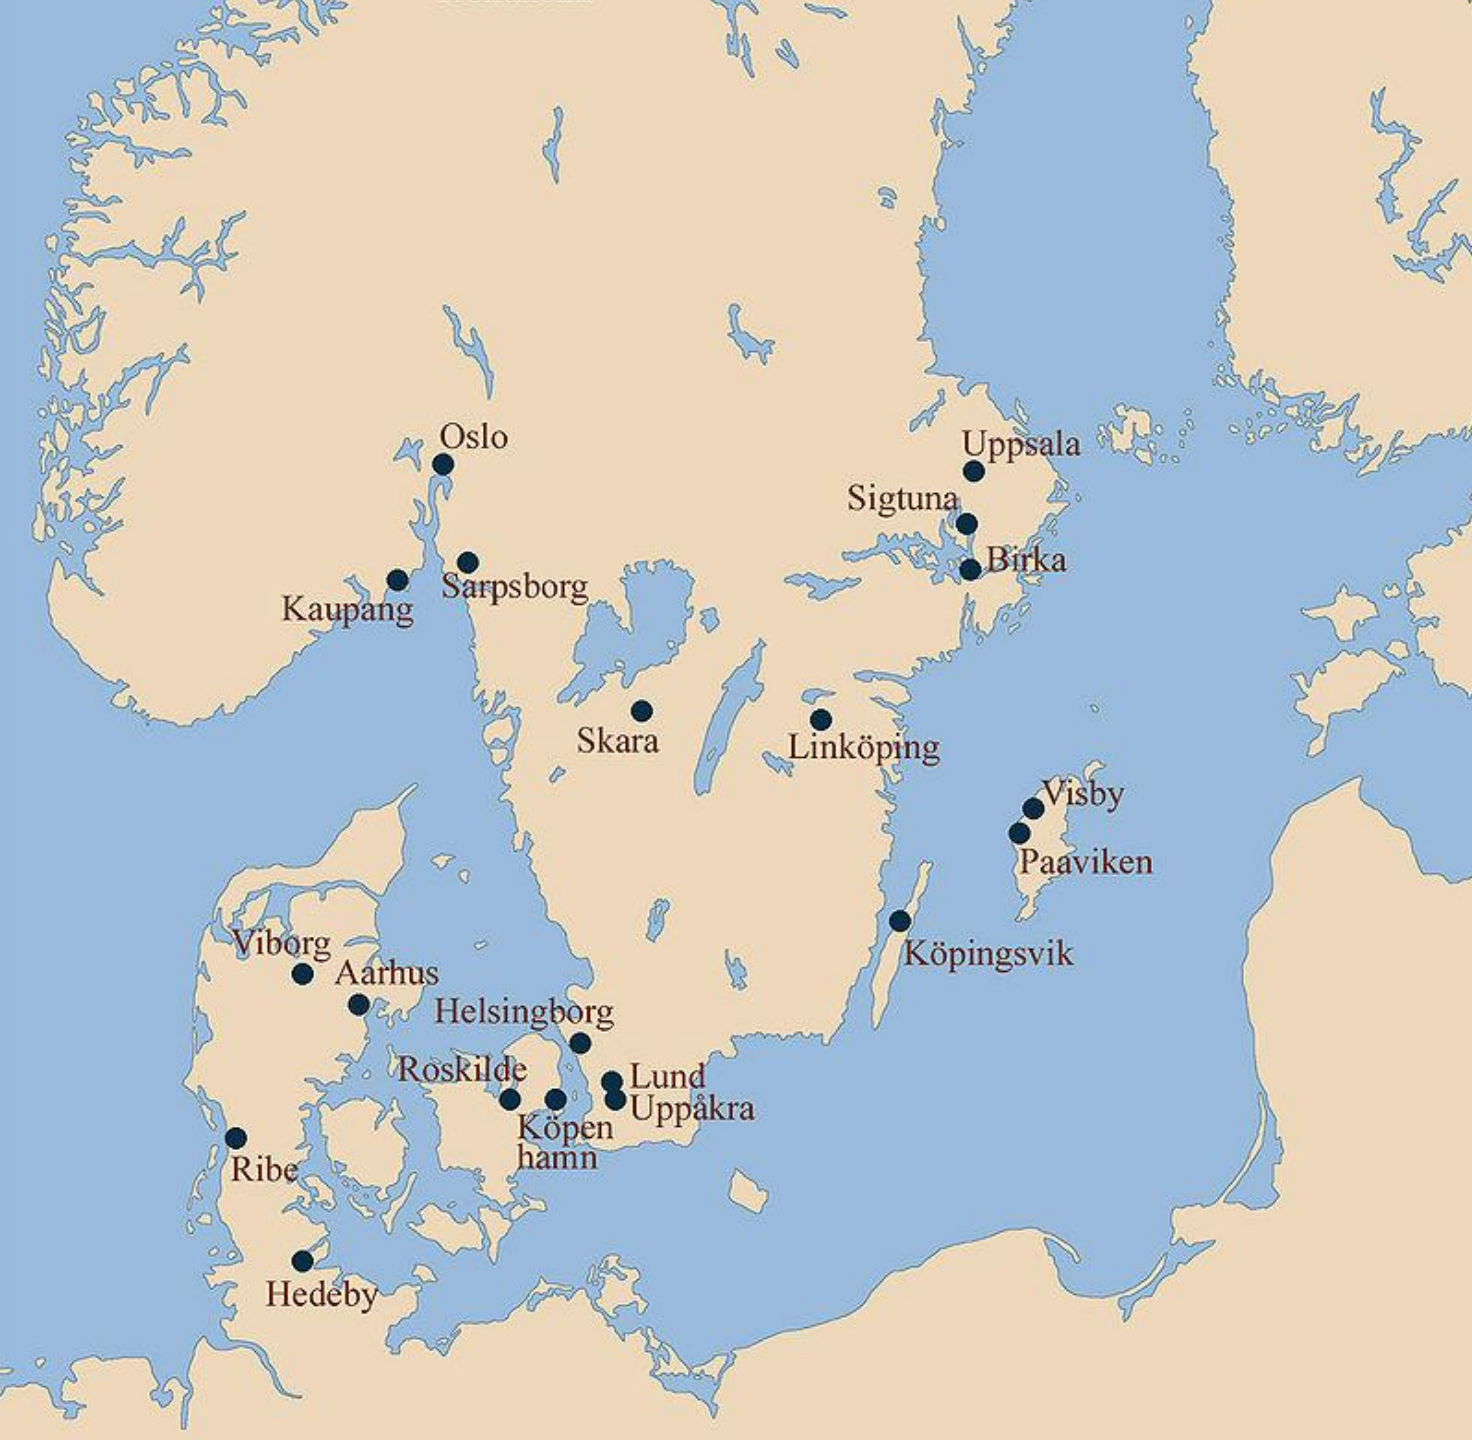 Oslo
Uppsala
Sigtuna
Birka
Sarpsborg
Kaupang
Skara
Linköping
Visby
Paaviken
Viborg
Köpingsvik
Aarhus
Helsingborg
Roskilde
Lund
Uppåkra
Köpen
hamn
Ribe
Hedeby